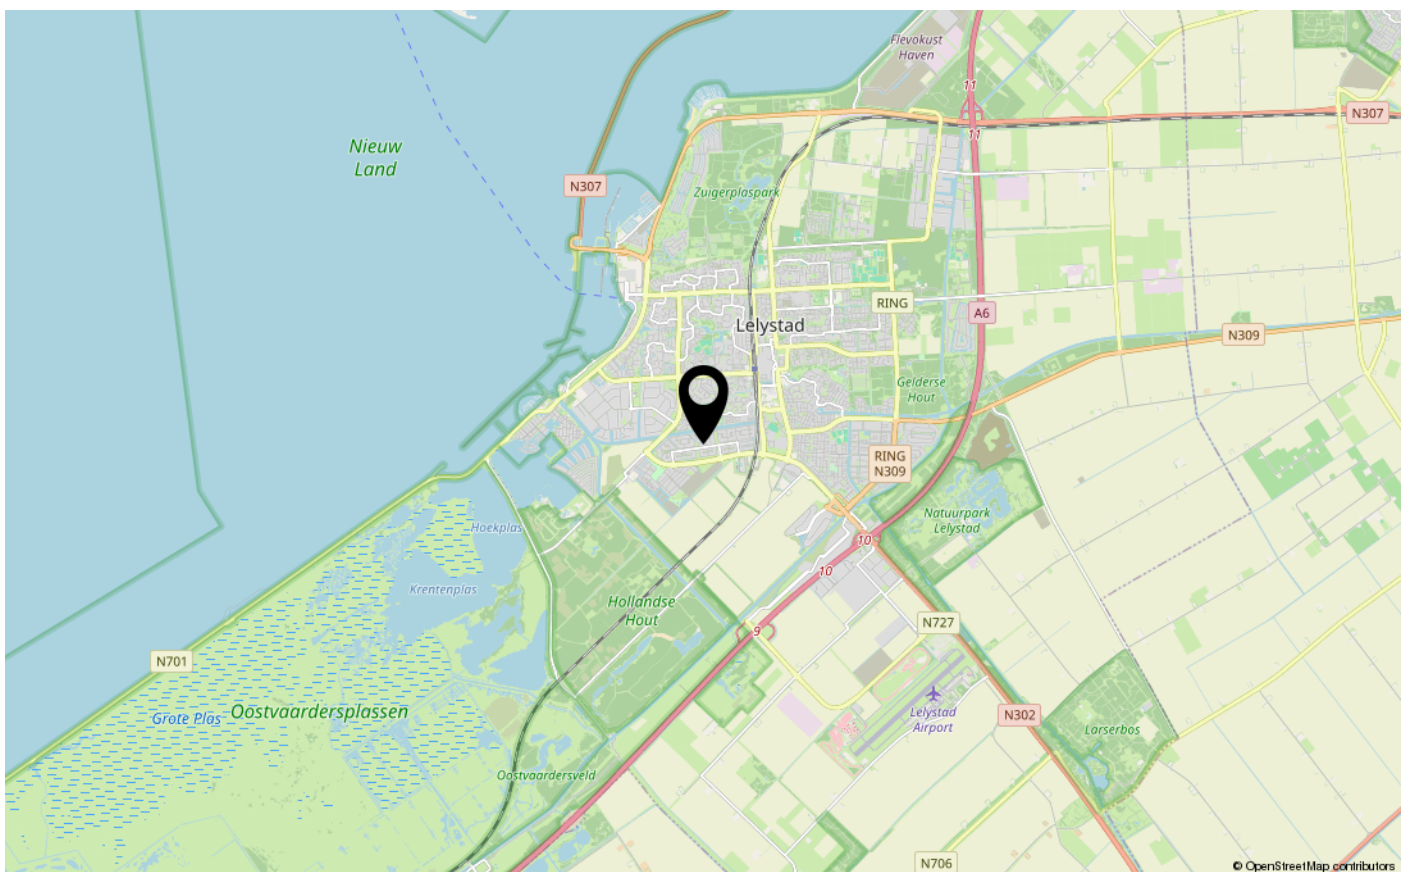 Flevokust
Haven
11
N307
11
Nieuw
Land
N307
Zuigerplaspark
RING
A6
Lelystad
N309
Gelderse
Hout
RING
N309
Natuurpark
Lelystad
Hoekplas
10
10
Krentenplas
Hollandse
Hout
N727
9
N701
Grote Plas
Oostvaardersplassen
Lelystad
Airport
N302
Larserbos
Oostvaardersveld
N706
© OpenStreetMap contributors